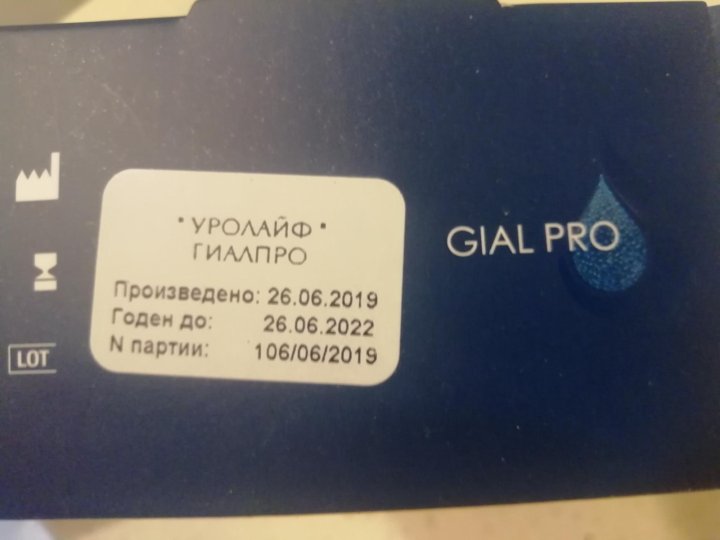 * УРОЛАЙФ *
ГИАЛПРО
Произведено: 26.06.2019
Годен до: 26.06.2022
N партии: 106/06/2019
LOT
GIAL PRO